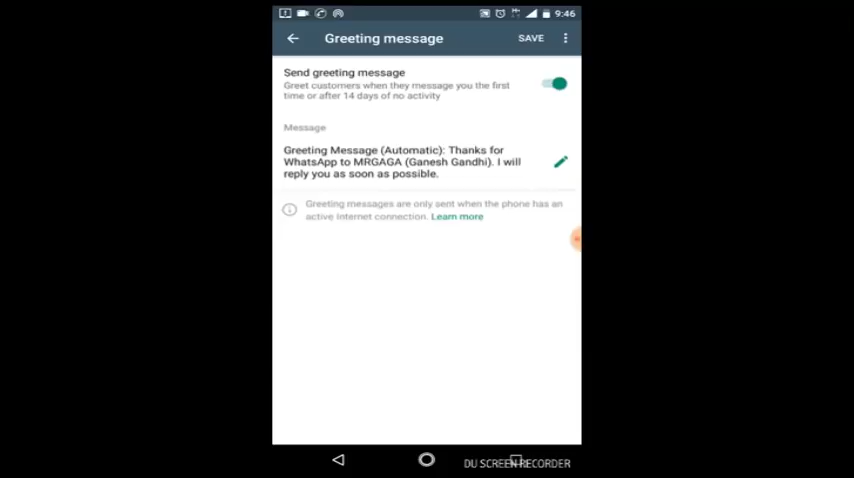 9:46
Greeting message
SAVE
Send greeting message
Greet customers when they message you the first
time or after 14 days of no activity
Message
Greeting Message (Automatic): Thanks for
WhatsApp to MRGAGA (Ganesh Gandhi). I will
reply you as soon as possible.
Greeting messages are only sent when the phone has an
active Internet connection. Learn more
DU SCREEN RECORDER